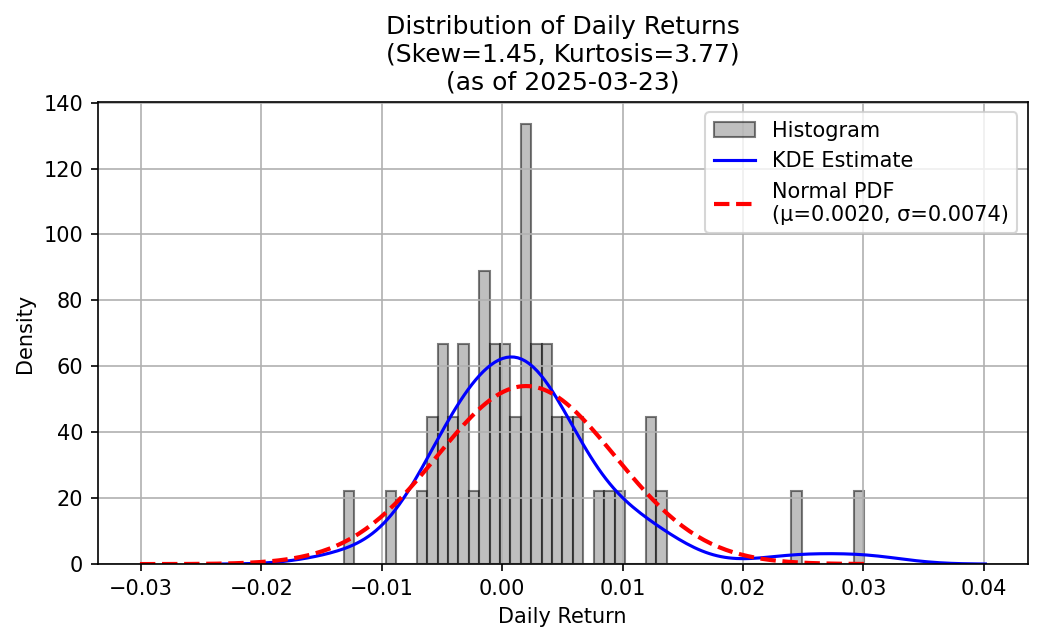 Distribution of Daily Returns
(Skew=1.45, Kurtosis=3.77)
(as of 2025-03-23)
140
120
100
80
60
40
20
0
Density
Histogram
KDE Estimate
Normal PDF
(μ=0.0020, σ=0.0074)
−0.03 −0.02 −0.01 0.00 0.01 0.02 0.03 0.04
Daily Return